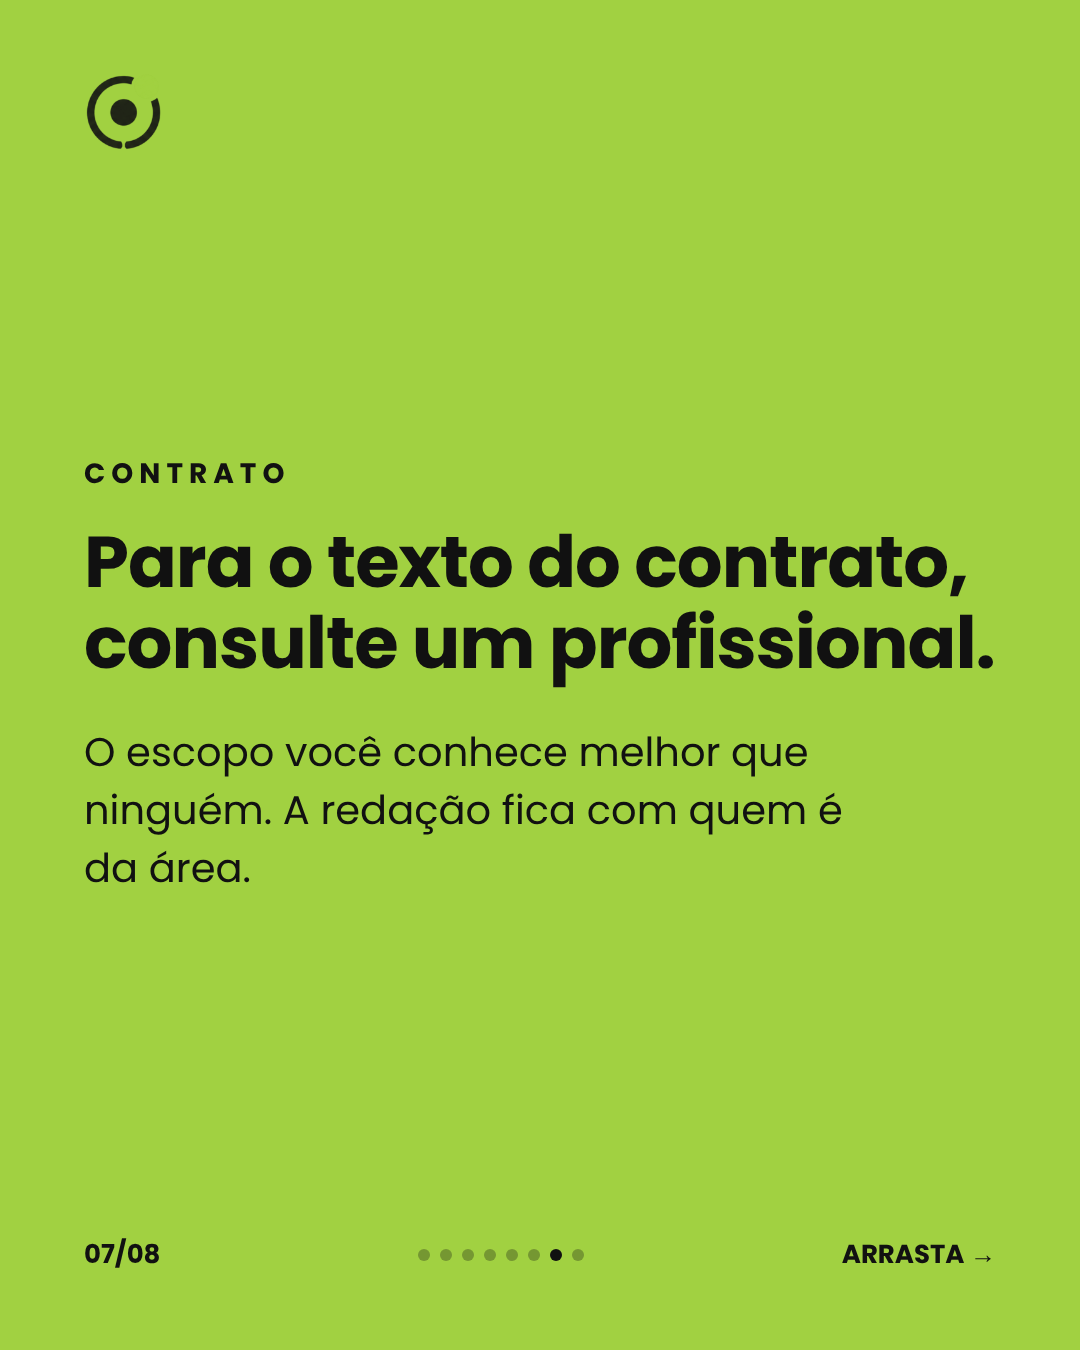 CONTRATO
Para o texto do contrato,
consulte um profissional.
O escopo você conhece melhor que
ninguém. A redação fica com quem é
da área.
07/08
ARRASTA →